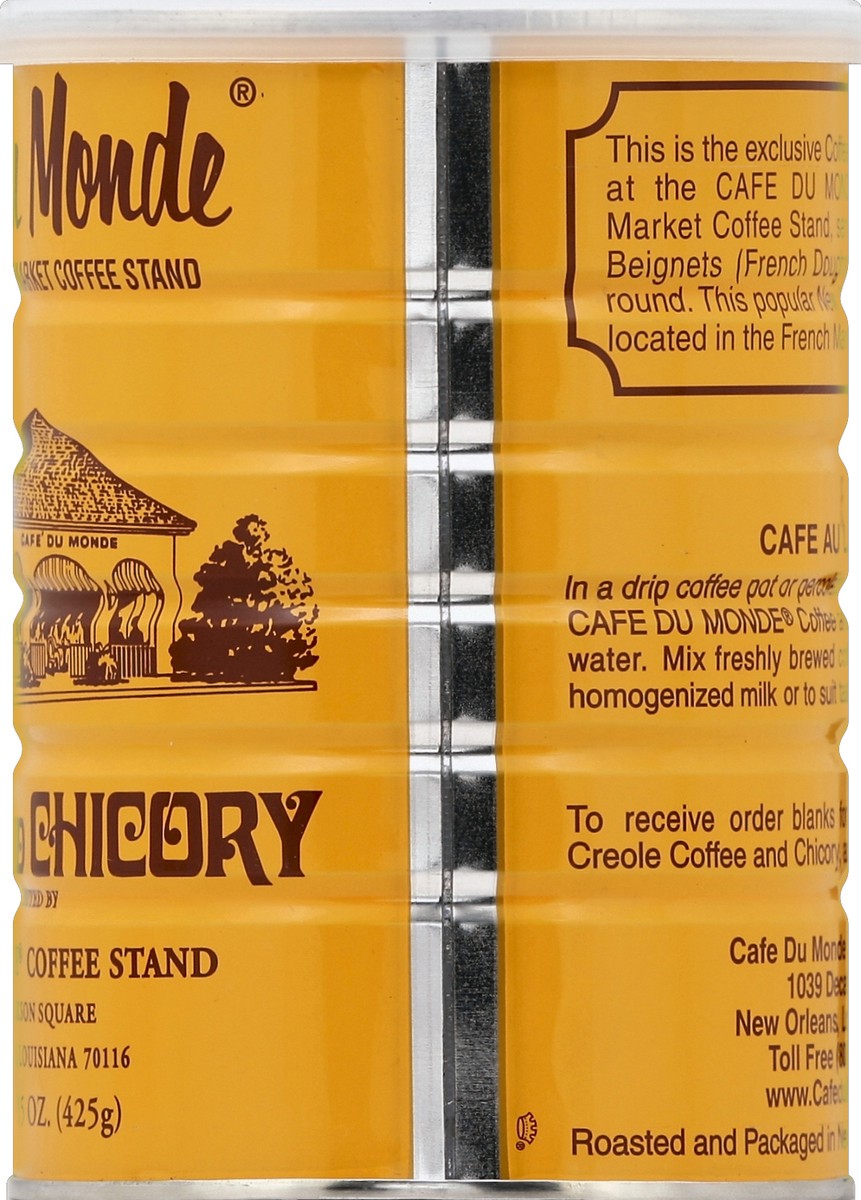 Monde®
MARKET COFFEE STAND
CAFE DU MONDE
CHICORY
BY
COFFEE STAND
SQUARE
LOUISIANA 70116
OZ. (425g)
This is the exclusive
at the CAFE DU
Market Coffee Stand,
Beignets (French
round. This popular
located in the French
CAFE AU
In a drip coffee pot or
CAFE DU MONDE® Coffee
water. Mix freshly brewed
homogenized milk or to suit
To receive order blanks
Creole Coffee and Chicory,
Cafe Du Monde
1039
New Orleans,
Toll Free
Roasted and Packaged in